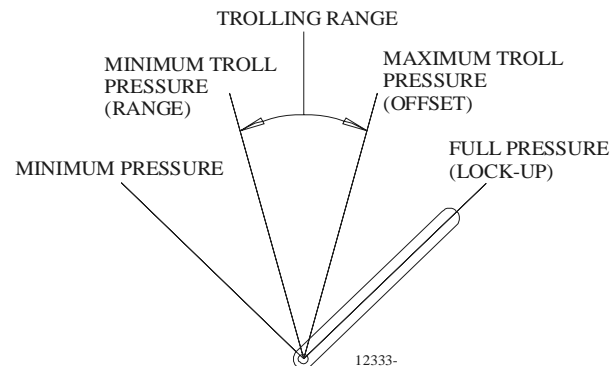 TROLLING RANGE
MINIMUM TROLL
PRESSURE
(RANGE)
MAXIMUM TROLL
PRESSURE
(OFFSET)
MINIMUM PRESSURE
FULL PRESSURE
(LOCK-UP)
12333-